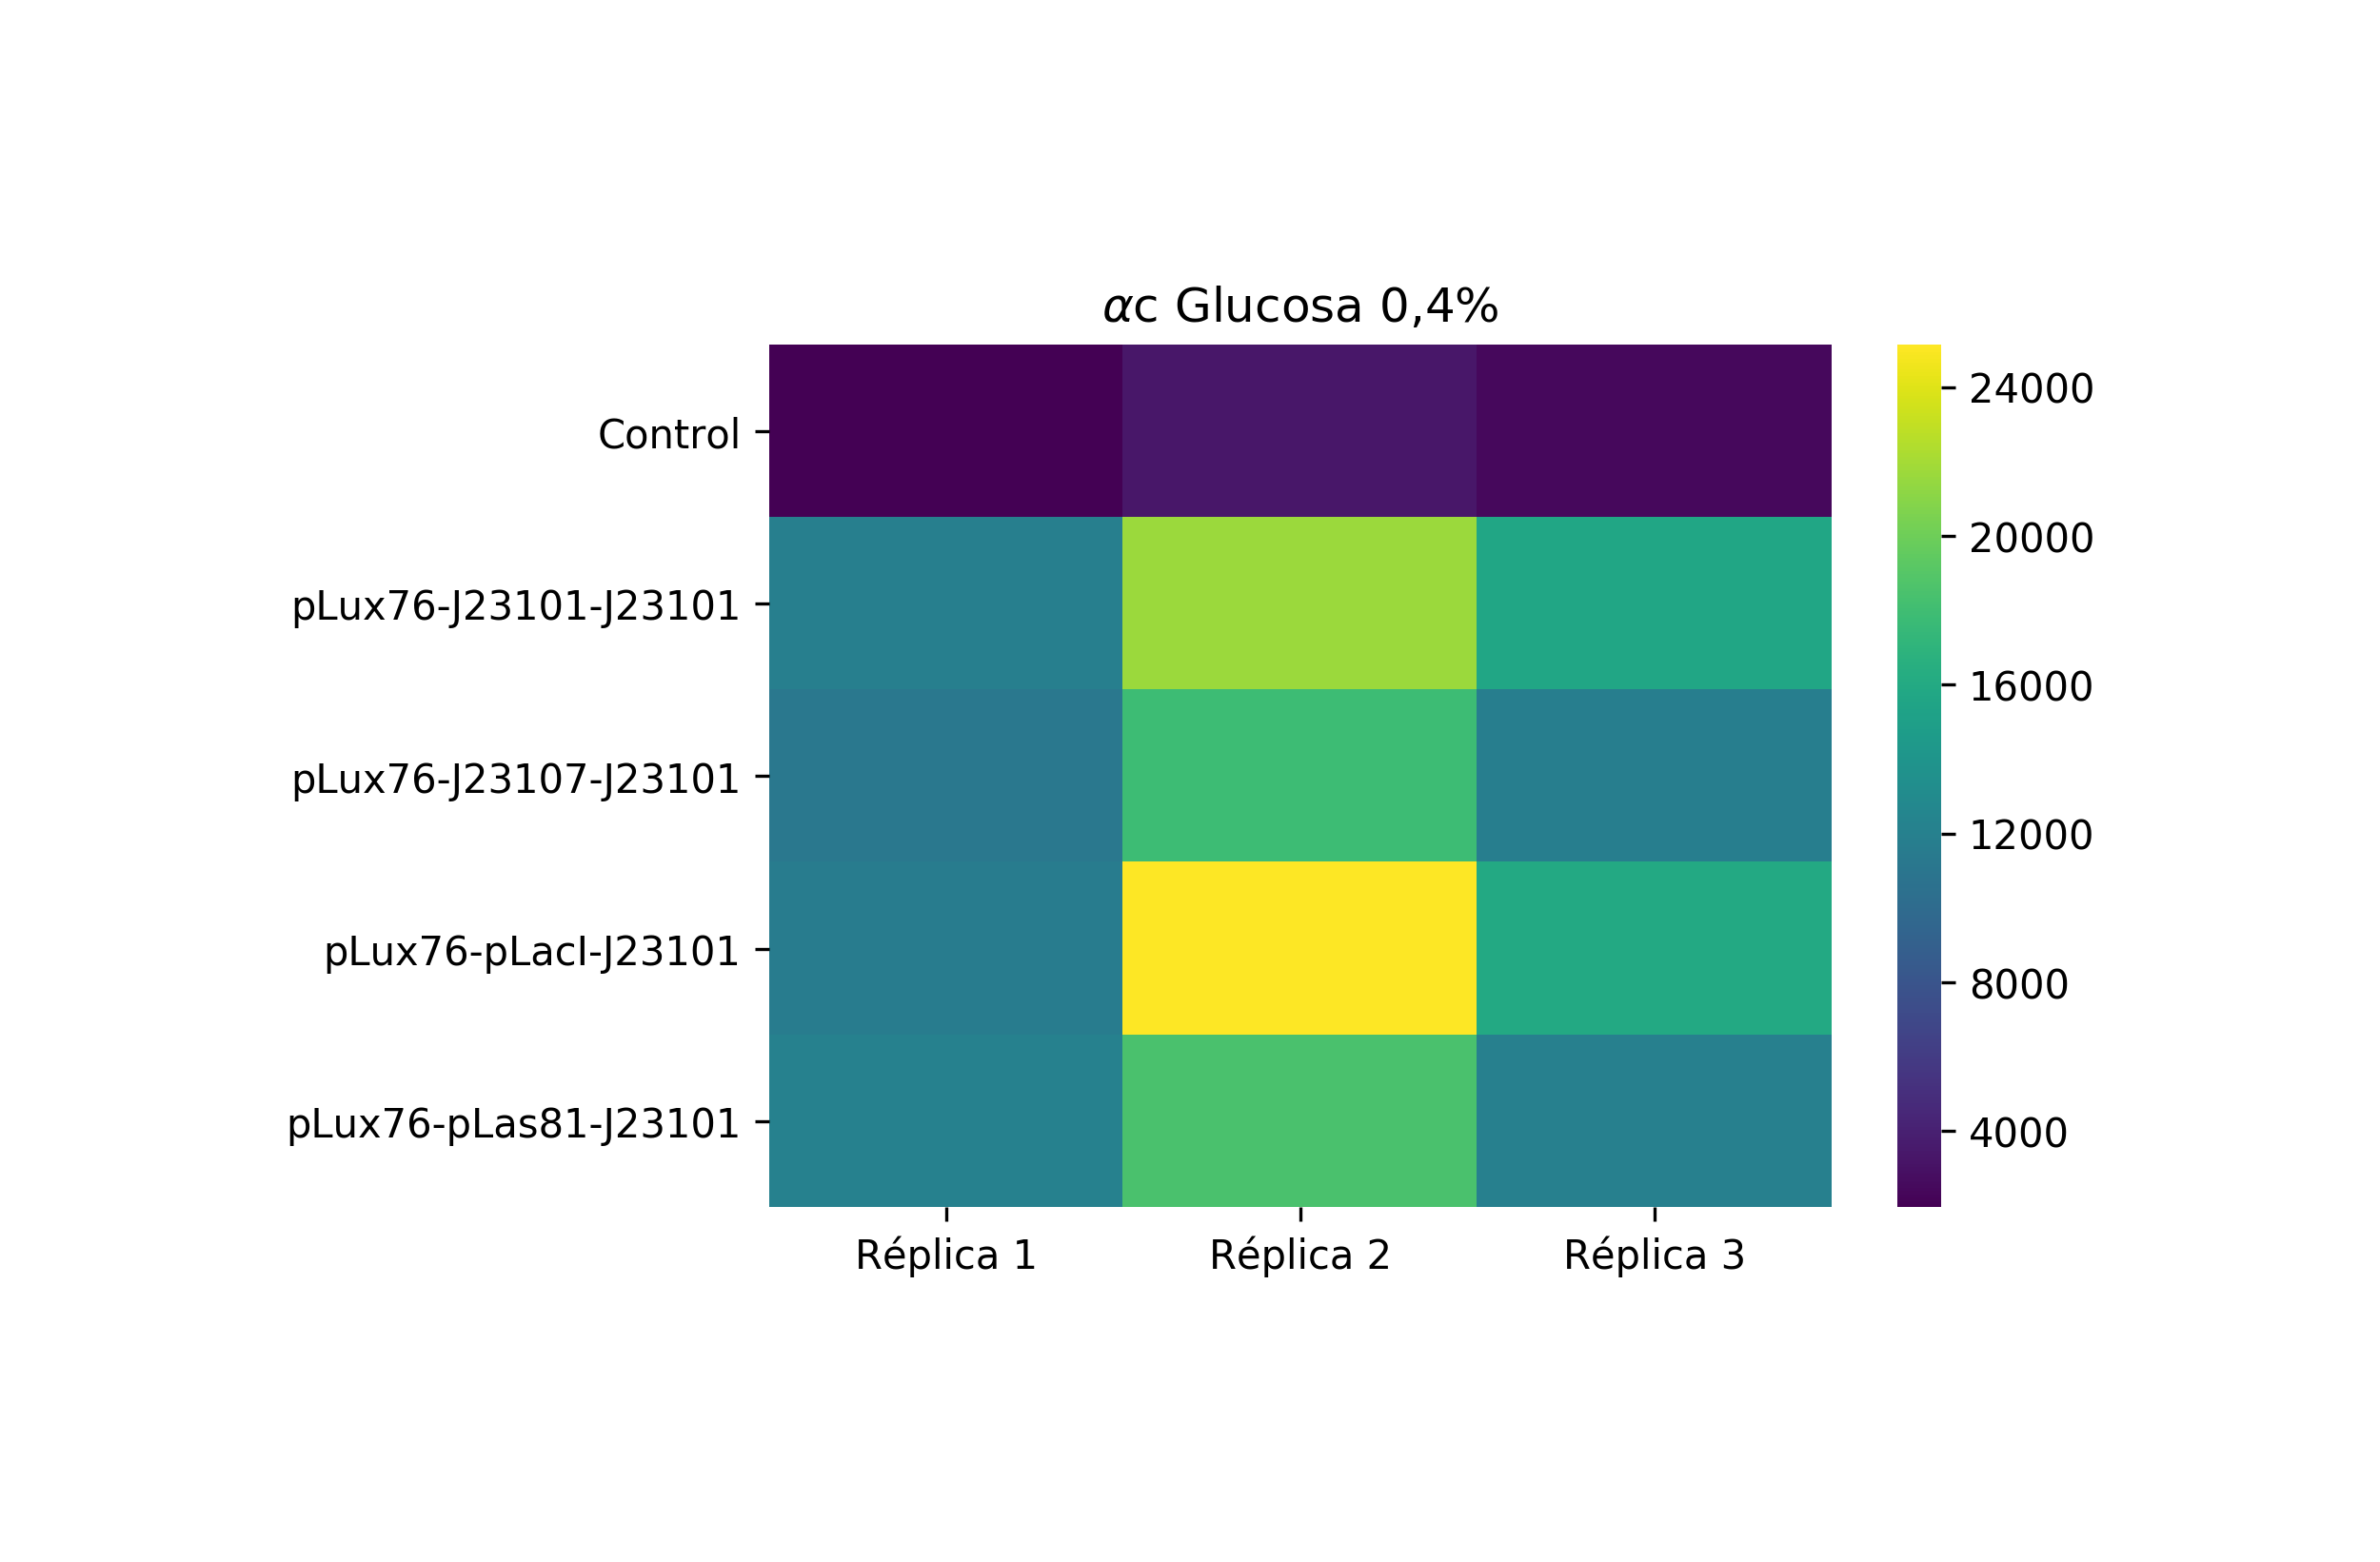 αc Glucosa 0,4%
Control
pLux76-J23101-J23101
pLux76-J23107-J23101
pLux76-pLacI-J23101
pLux76-pLas81-J23101
Réplica 1
Réplica 2
Réplica 3
24000
20000
16000
12000
8000
4000